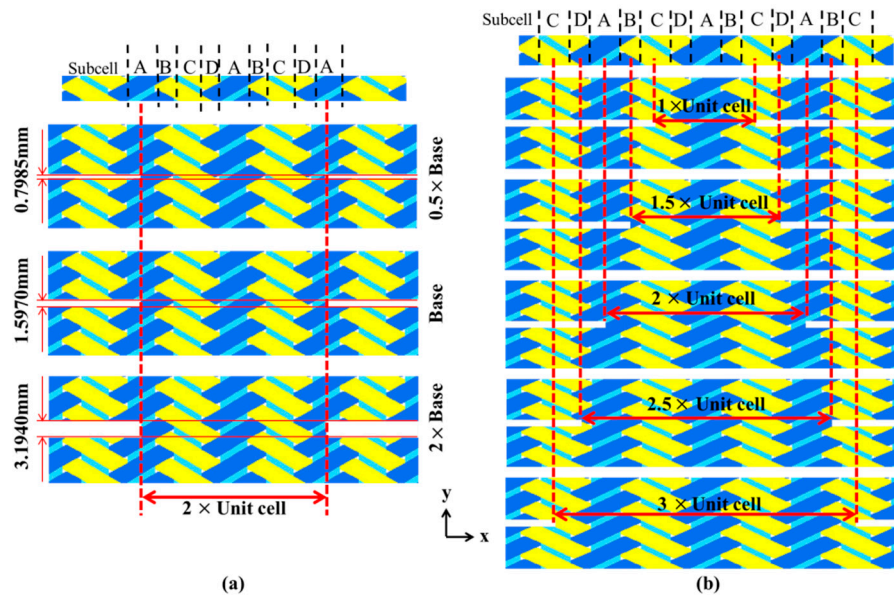 Subcell A B C D A B C D A
0.7985mm
0.5× Base
1.5970mm
Base
3.1940mm
2× Base
2 × Unit cell
(a)
y
x
Subcell C D A B C D A B C D A B C
1×Unit cell
1.5× Unit cell
2× Unit cell
2.5× Unit cell
3 × Unit cell
(b)